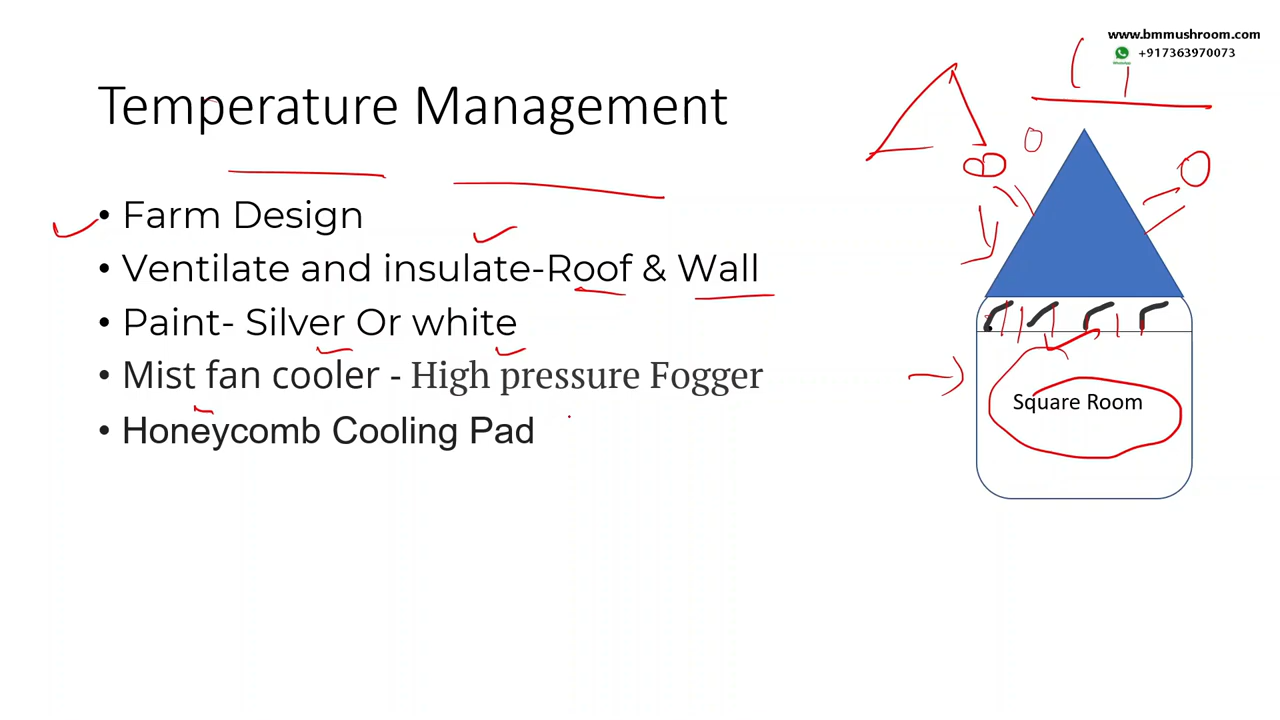 www.bmmushroom.com
+917363970073
Temperature Management
• Farm Design
• Ventilate and insulate-Roof & Wall
• Paint- Silver Or white
• Mist fan cooler - High pressure Fogger
• Honeycomb Cooling Pad
Square Room